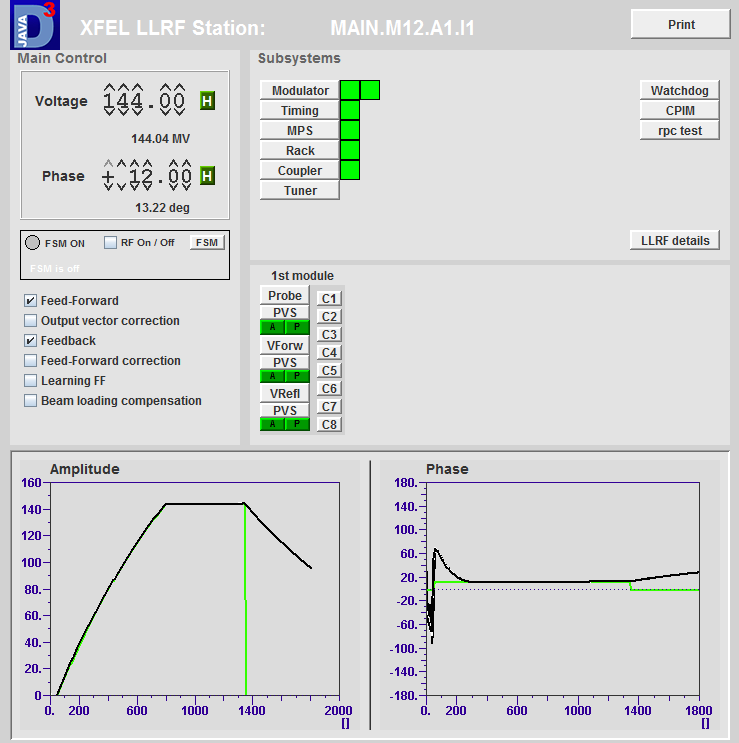 JAVA D 3
XFEL LLRF Station: MAIN.M12.A1.I1
Print
Main Control
Voltage 144.00 H
144.04 MV
Phase +.12.00 H
13.22 deg
FSM ON RF On / Off FSM
FSM is off
Feed-Forward
Output vector correction
Feedback
Feed-Forward correction
Learning FF
Beam loading compensation
Subsystems
Modulator
Timing
MPS
Rack
Coupler
Tuner
Watchdog
CPIM
rpc test
LLRF details
1st module
Probe
PVS
A P
VForw
PVS
A P
VRefl
PVS
A P
C1
C2
C3
C4
C5
C6
C7
C8
Amplitude
160
140
120
100
80.
60.
40.
20.
0
0. 200 600 1000 1400 2000
[]
Phase
180.
140.
100.
60.
20.
-20.
-60.
-100.
-140.
-180.
0. 200 600 1000 1400 1800
[]